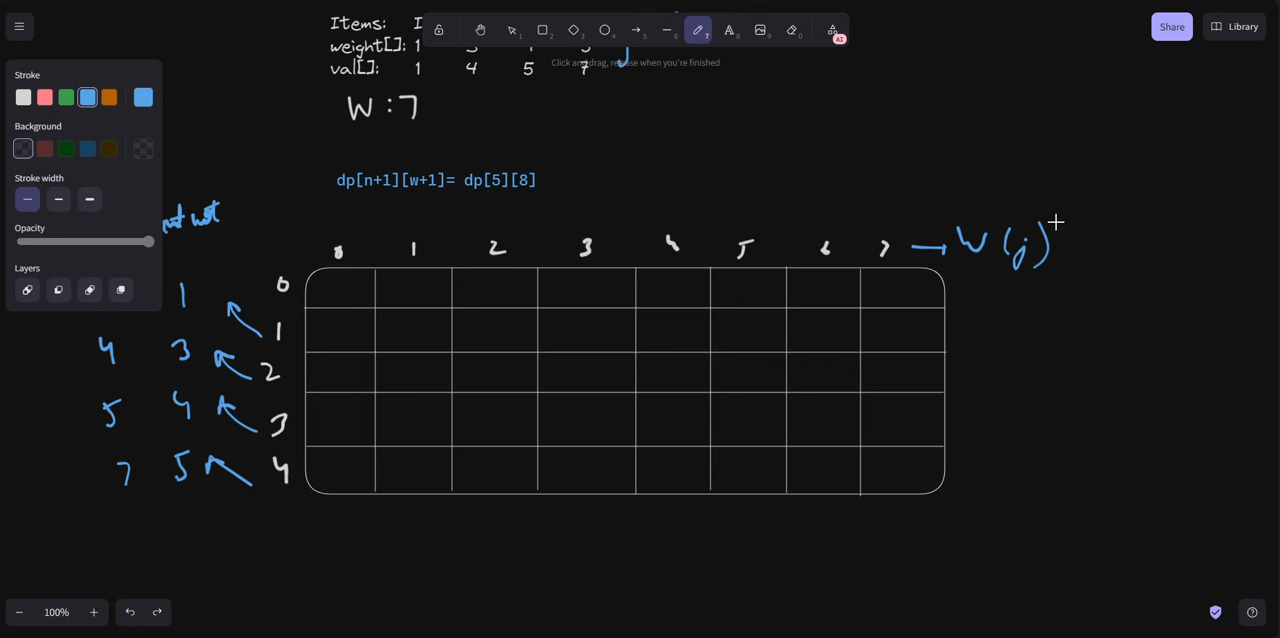 Items: I
weight[]: 1
val[]: 1 4 5 7
Click and drag, release when you're finished
Share
Library
Stroke
W : 7
Background
dp[n+1][w+1]= dp[5][8]
Stroke width
Opacity
0 1 2 3 4 5 6 7 → W (j)
Layers
1 0
1
4 3 2
5 4 3
7 5 4
100%